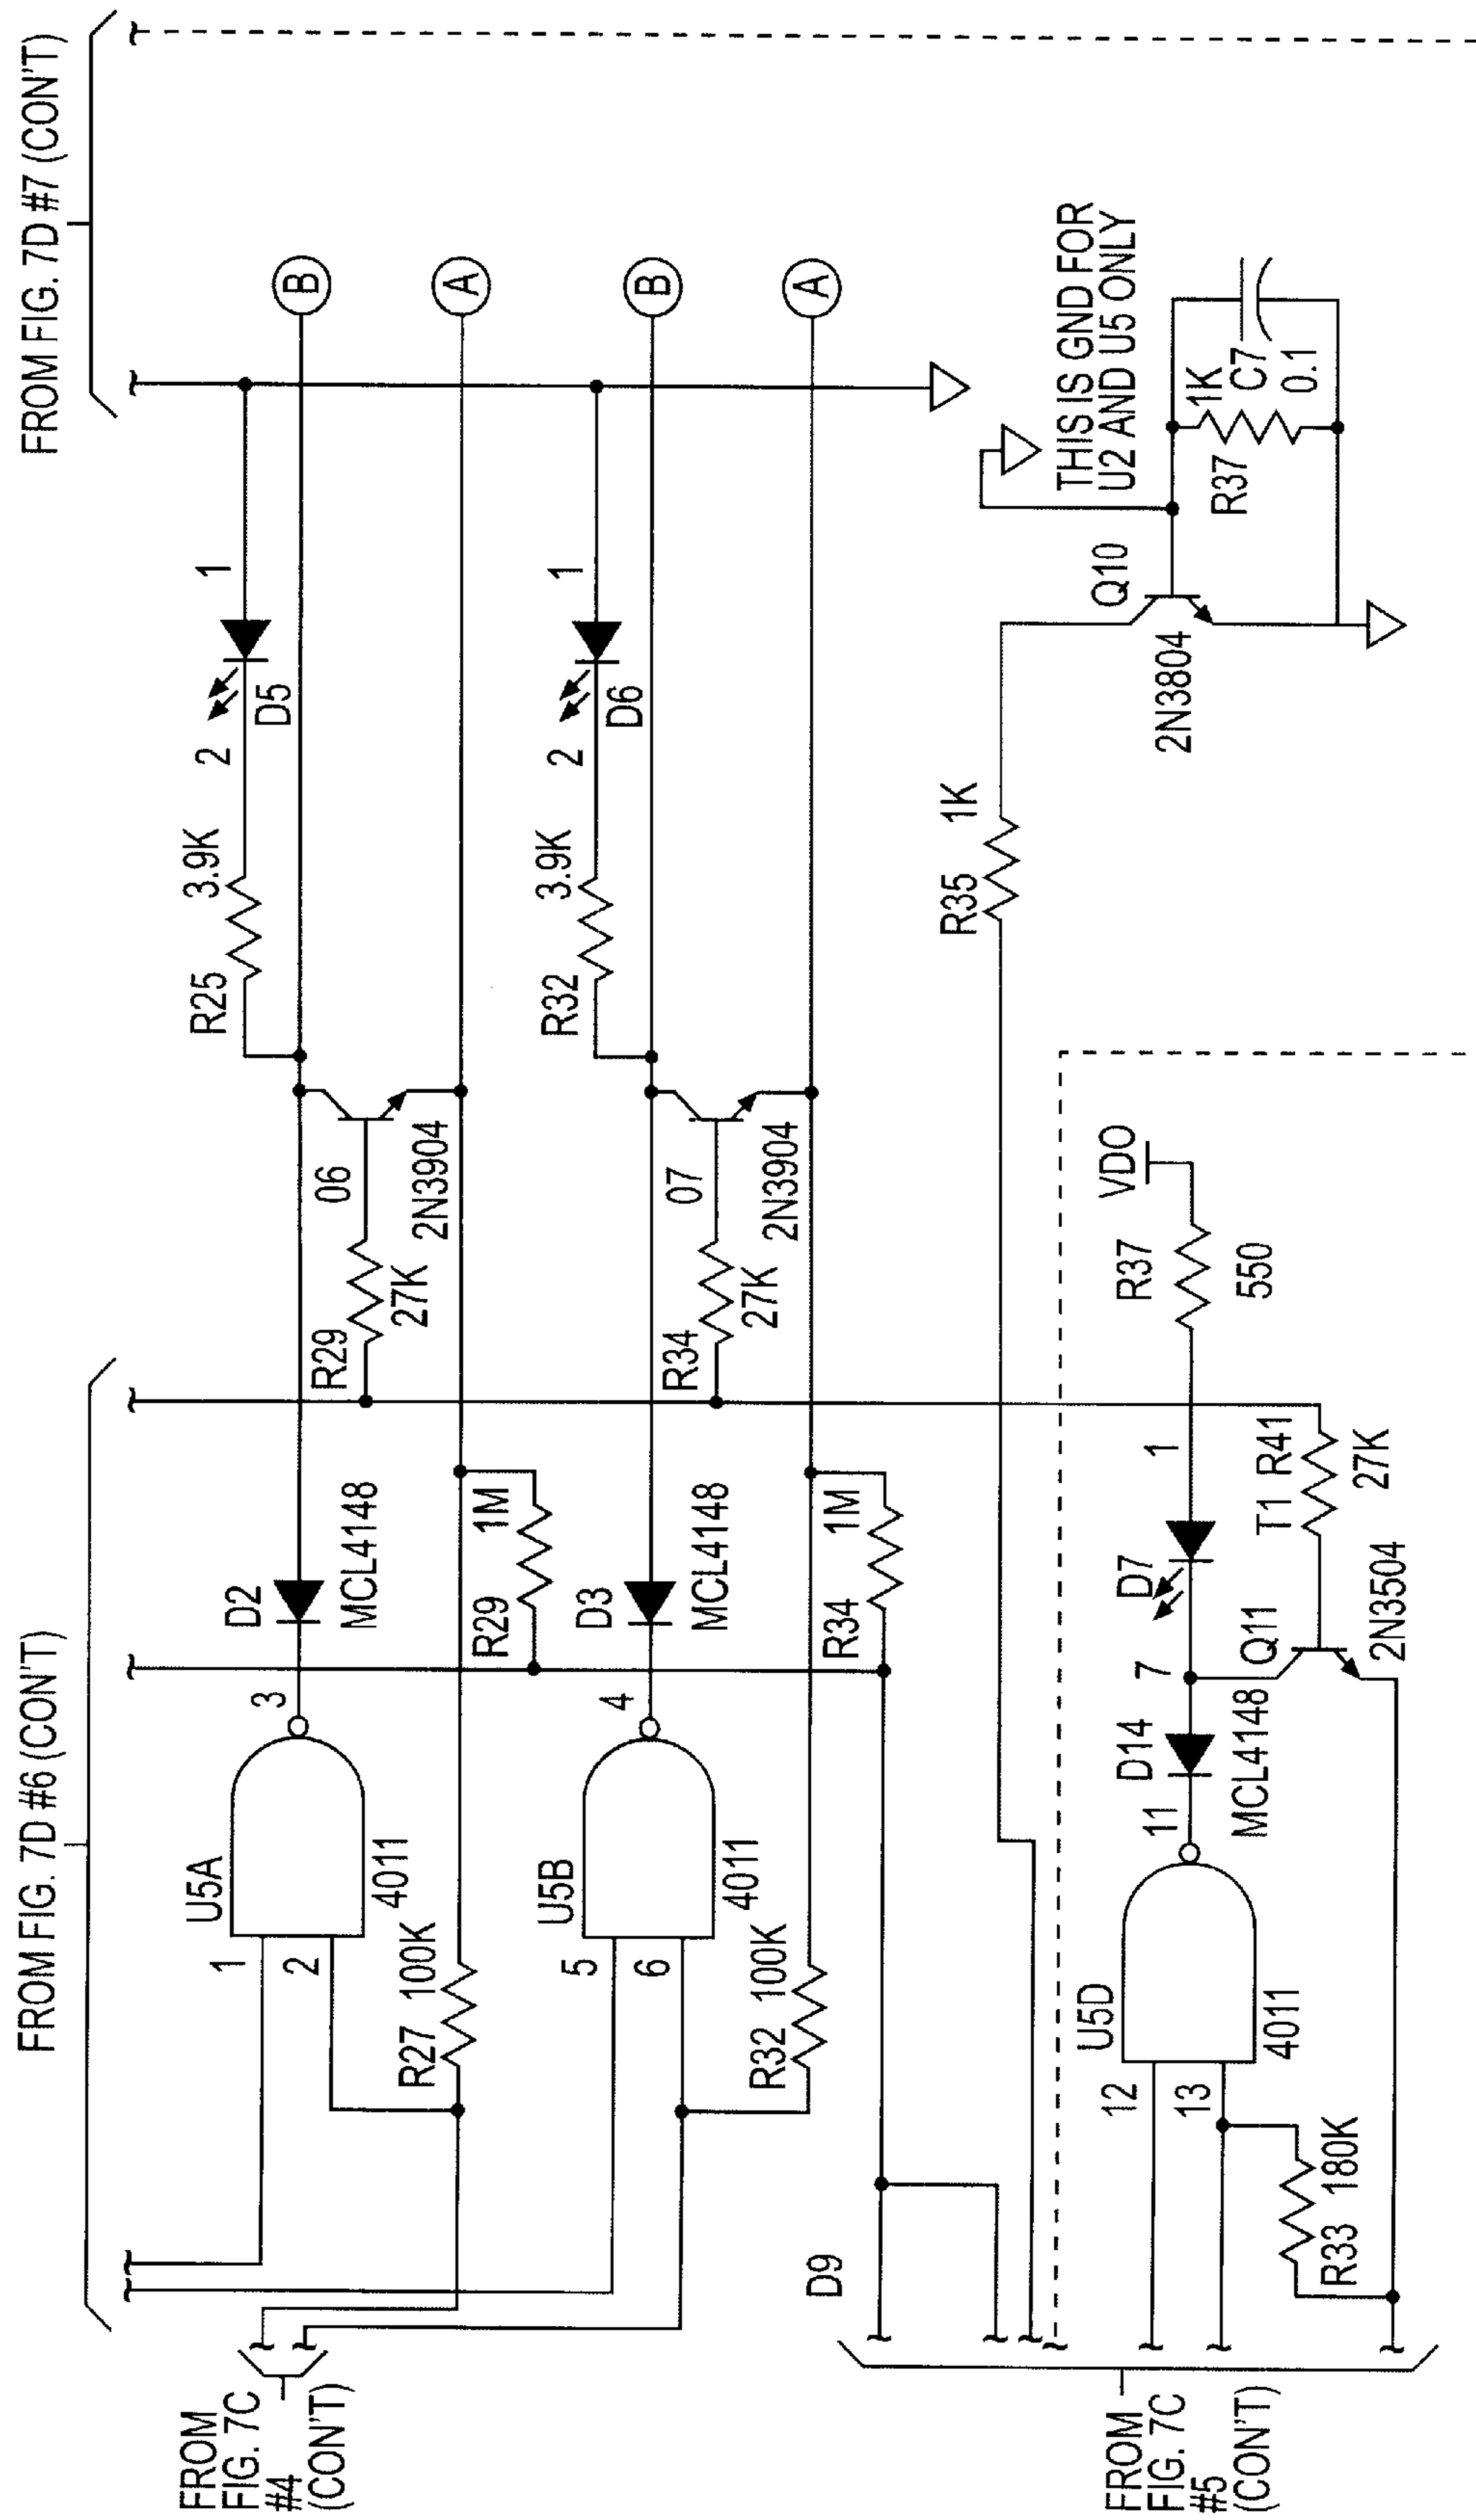 FROM FIG. 7D #6 (CON'T)
FROM FIG. 7D #7 (CON'T)
FROM
FIG. 7C
#4
(CON'T)
U5A
1
2
3
4011
D2
MCL4148
R27 100K
R29
1M
R29
27K
06
2N3904
R25
3.9K
2
1
D5
B
A
U5B
5
6
4
4011
D3
MCL4148
R32 100K
R34
1M
R34
27K
07
2N3904
R32
3.9K
2
1
D6
B
A
D9
R35
1K
Q10
2N3804
THIS IS GND FOR
U2 AND U5 ONLY
R37
1K
C7
0.1
FROM
FIG. 7C
#5
(CON'T)
U5D
12
13
11
4011
D14
MCL4148
7
D7
1
R37
550
VDO
Q11
2N3504
T1 R41
27K
R33 180K